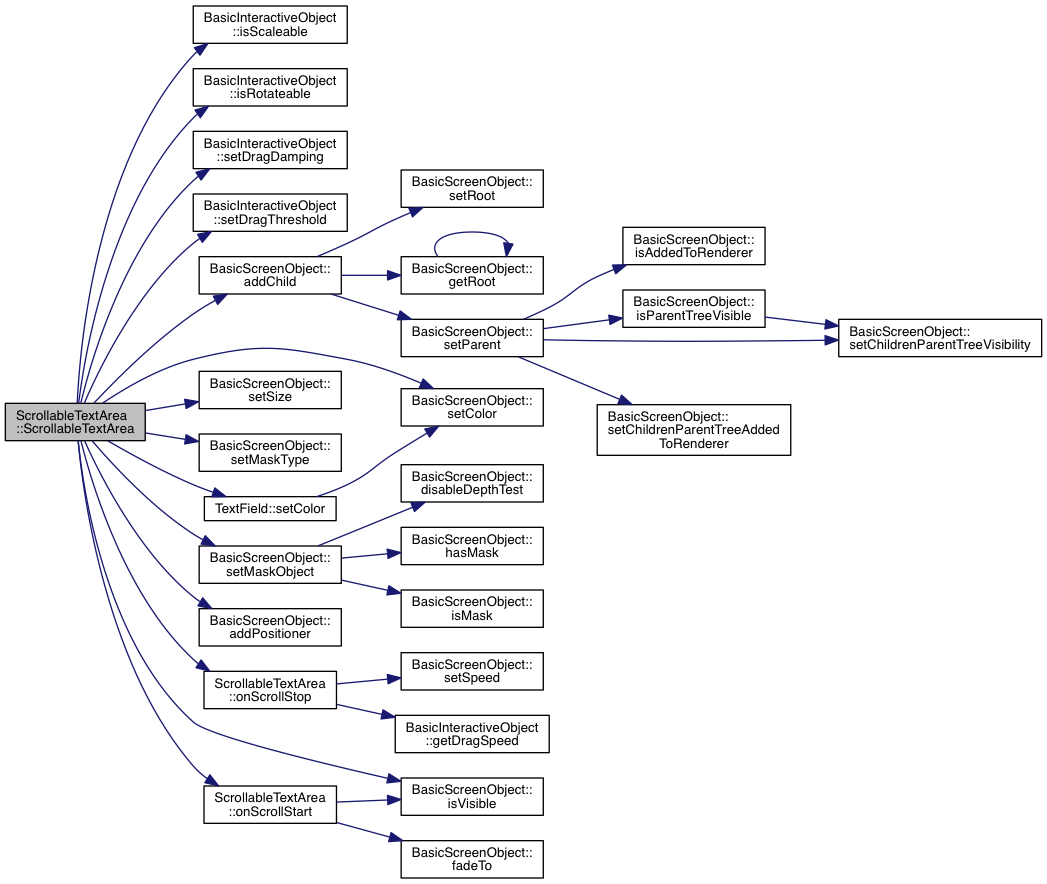 ScrollableTextArea
::ScrollableTextArea
BasicInteractiveObject
::isScaleable
BasicInteractiveObject
::isRotateable
BasicInteractiveObject
::setDragDamping
BasicInteractiveObject
::setDragThreshold
BasicScreenObject::
addChild
BasicScreenObject::
setSize
BasicScreenObject::
setMaskType
TextField::setColor
BasicScreenObject::
setMaskObject
BasicScreenObject::
addPositioner
ScrollableTextArea
::onScrollStop
ScrollableTextArea
::onScrollStart
BasicScreenObject::
setRoot
BasicScreenObject::
getRoot
BasicScreenObject::
setParent
BasicScreenObject::
setColor
BasicScreenObject::
disableDepthTest
BasicScreenObject::
hasMask
BasicScreenObject::
isMask
BasicScreenObject::
setSpeed
BasicInteractiveObject
::getDragSpeed
BasicScreenObject::
isVisible
BasicScreenObject::
fadeTo
BasicScreenObject::
isAddedToRenderer
BasicScreenObject::
isParentTreeVisible
BasicScreenObject::
setChildrenParentTreeAdded
ToRenderer
BasicScreenObject::
setChildrenParentTreeVisibility